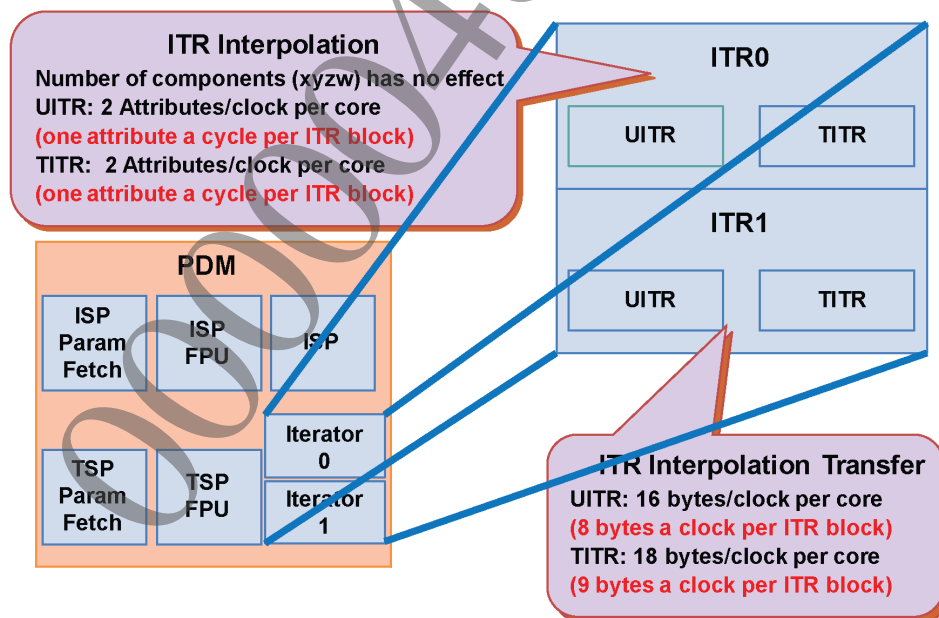 ITR Interpolation
Number of components (xyzw) has no effect
UITR: 2 Attributes/clock per core
(one attribute a cycle per ITR block)
TITR:  2 Attributes/clock per core
(one attribute a cycle per ITR block)
ITR0
UITR
TITR
ITR1
UITR
TITR
PDM
ISP
Param
Fetch
ISP
FPU
ISP
Iterator
0
TSP
Param
Fetch
TSP
FPU
Iterator
1
ITR Interpolation Transfer
UITR: 16 bytes/clock per core
(8 bytes a clock per ITR block)
TITR: 18 bytes/clock per core
(9 bytes a clock per ITR block)